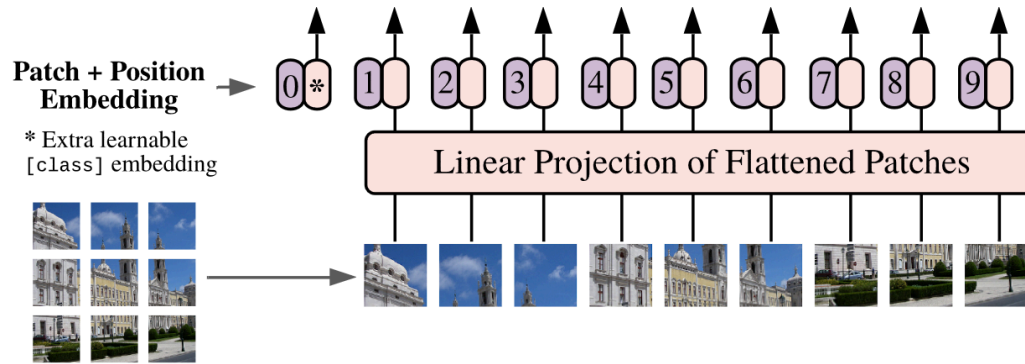 Patch + Position
Embedding
0 * 1 2 3 4 5 6 7 8 9
* Extra learnable
[class] embedding
Linear Projection of Flattened Patches